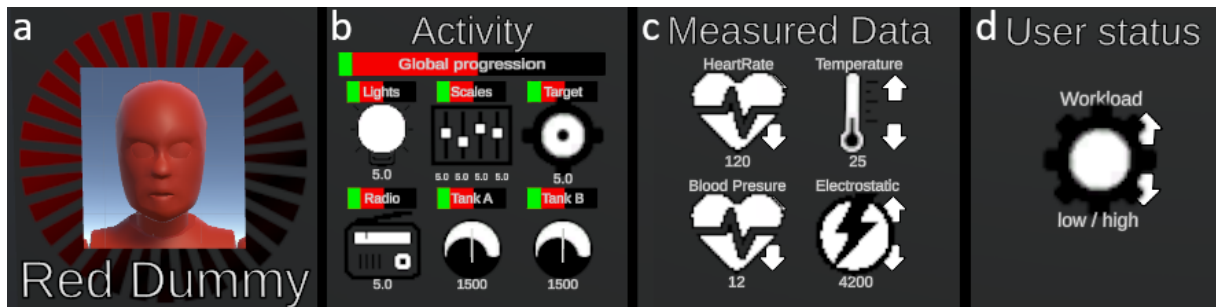 a
Red Dummy
b
Activity
Global progression
Lights
Scales
Target
5.0
5.0 5.0 5.0 5.0
5.0
Radio
Tank A
Tank B
5.0
1500
1500
c
Measured Data
HeartRate
Temperature
120
25
Blood Presure
Electrostatic
12
4200
d
User status
Workload
low / high